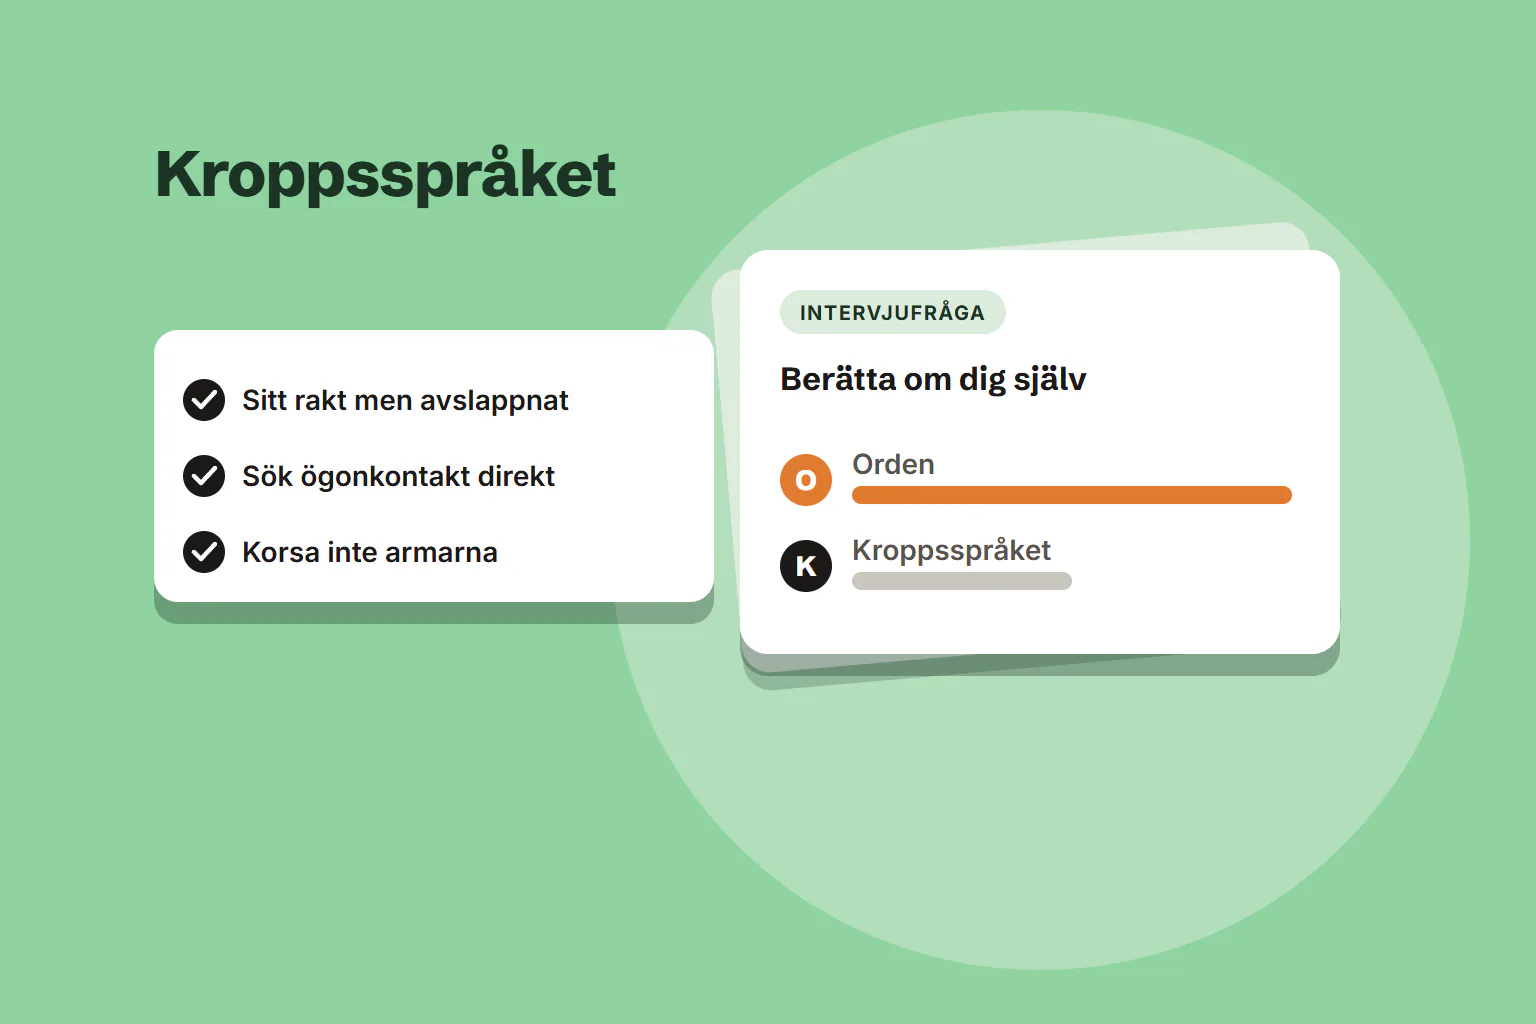 Kroppsspråket
Sitt rakt men avslappnat
Sök ögonkontakt direkt
Korsa inte armarna
INTERVJUFRÅGA
Berätta om dig själv
O
Orden
K
Kroppsspråket